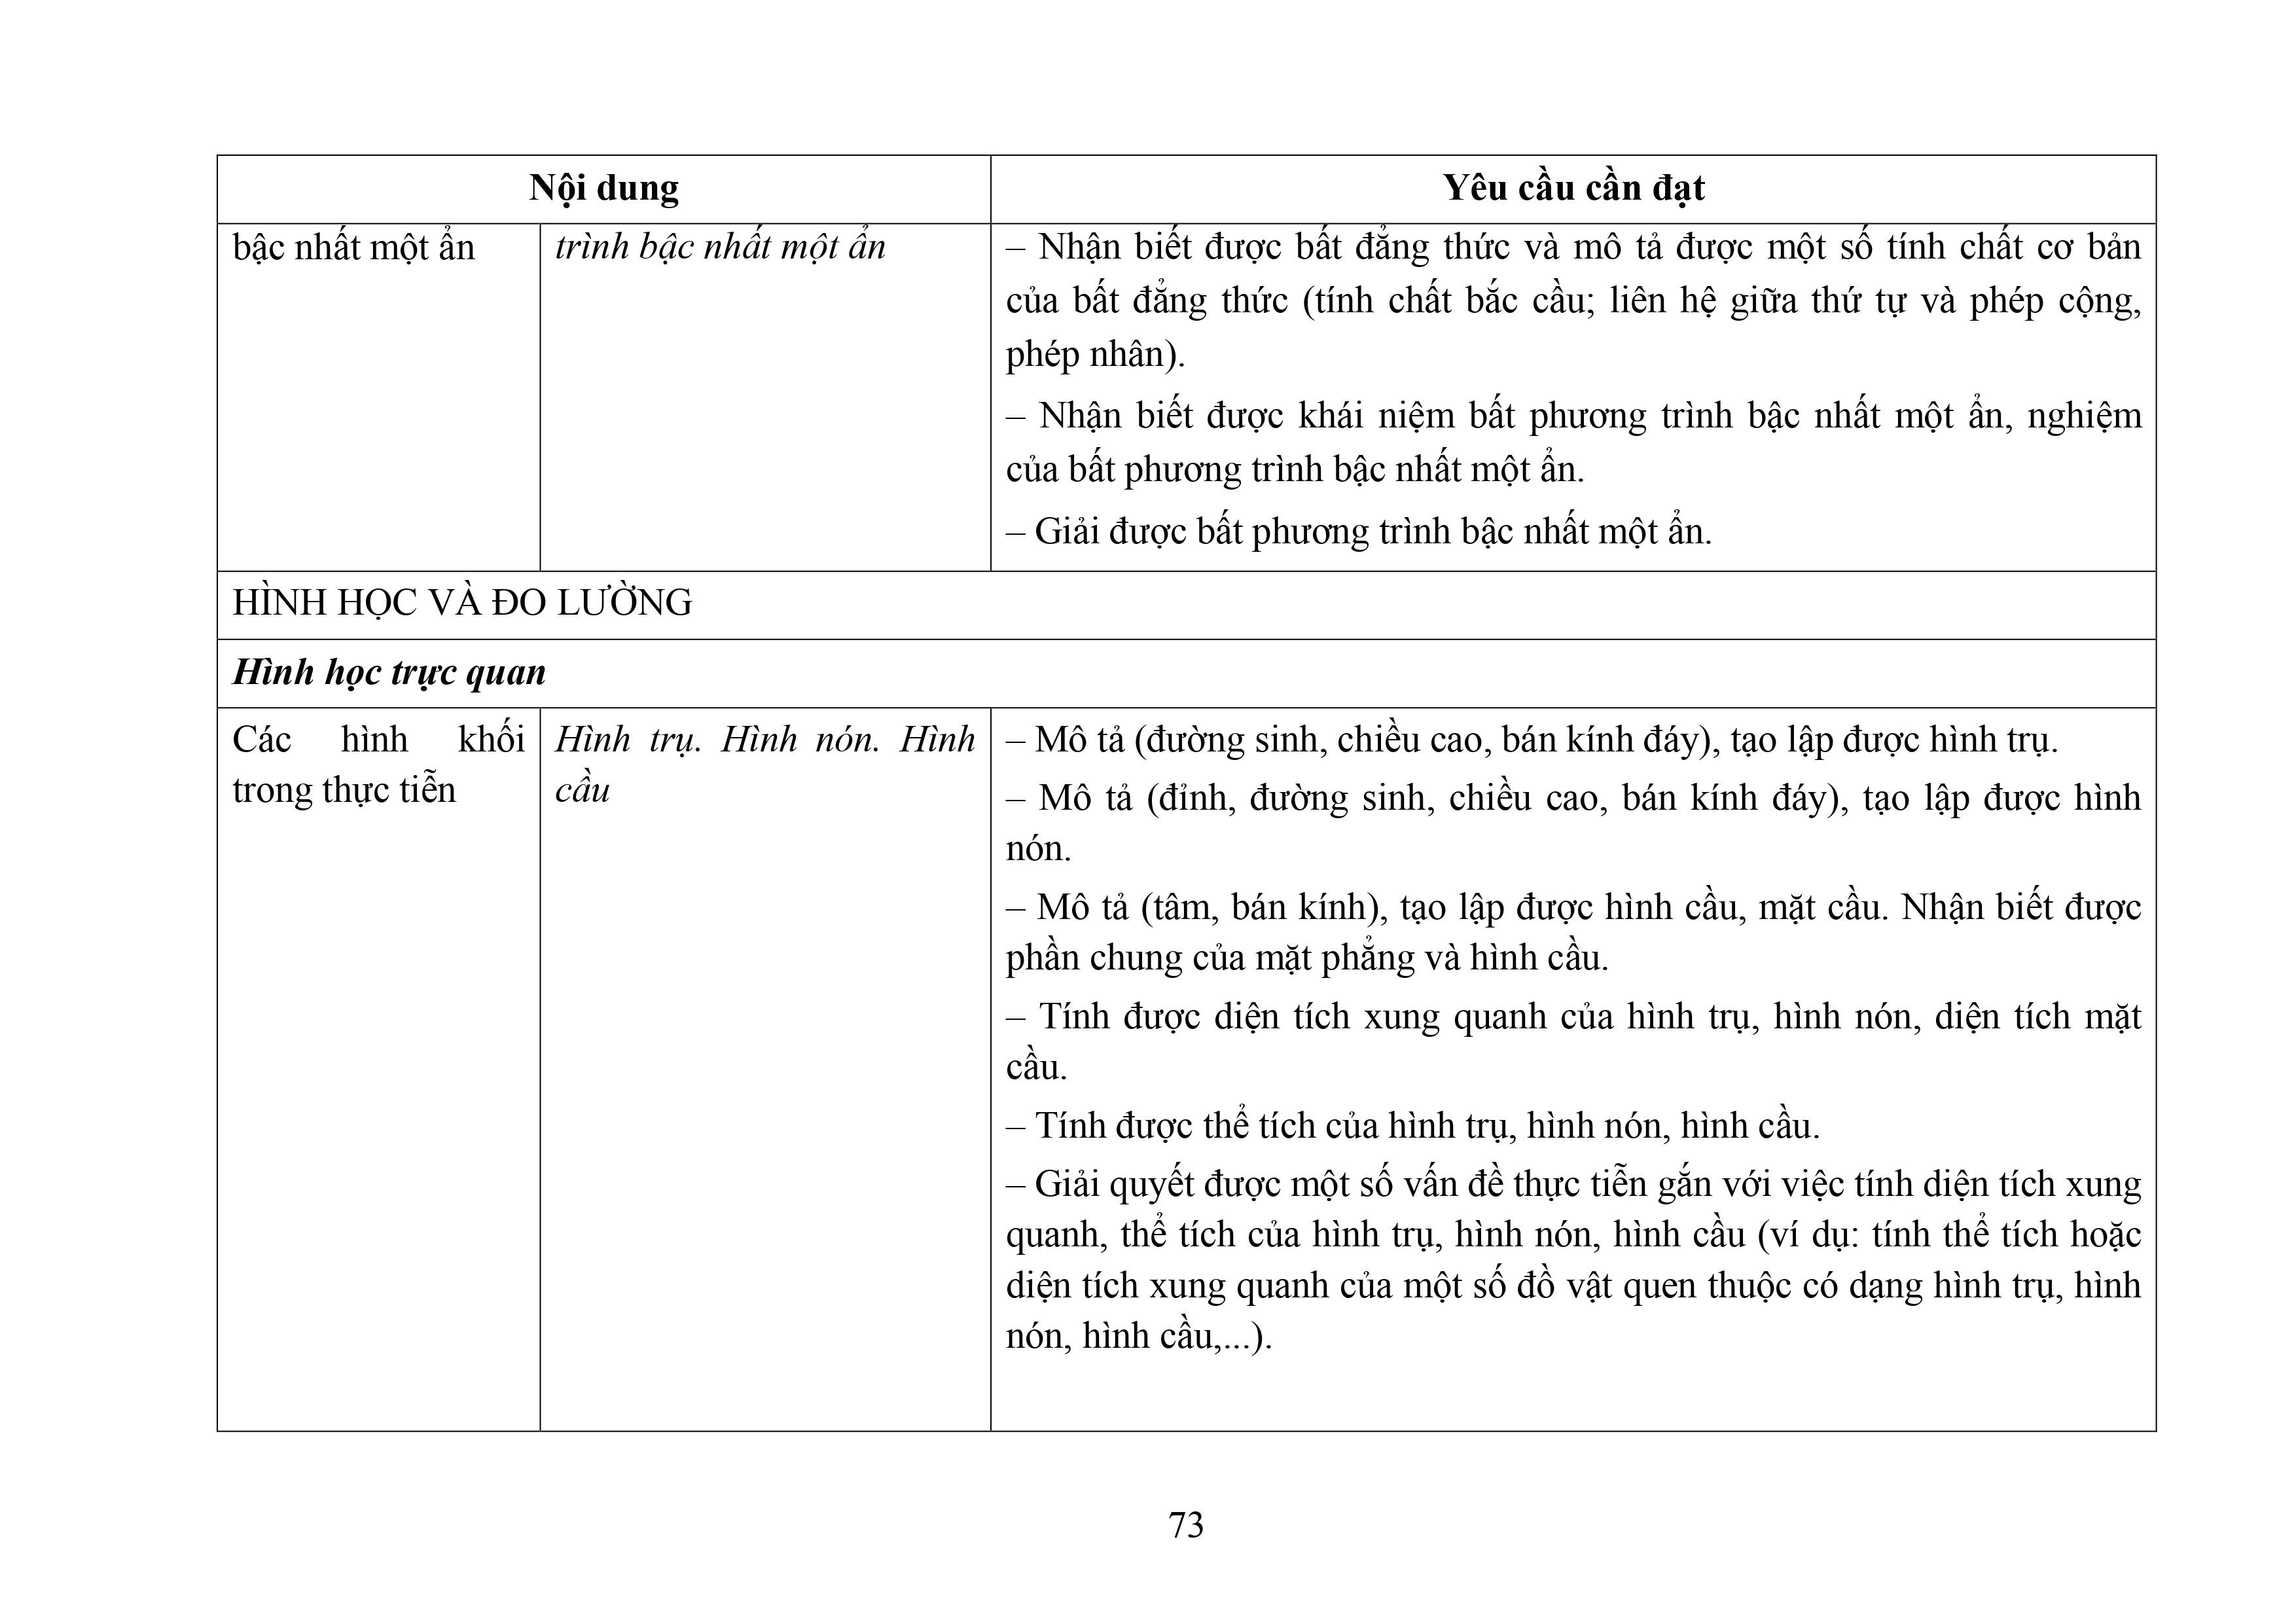 Nội dung
Yêu cầu cần đạt
bậc nhất một ẩn
trình bậc nhất một ẩn
– Nhận biết được bất đẳng thức và mô tả được một số tính chất cơ bản
của bất đẳng thức (tính chất bắc cầu; liên hệ giữa thứ tự và phép cộng,
phép nhân).
– Nhận biết được khái niệm bất phương trình bậc nhất một ẩn, nghiệm
của bất phương trình bậc nhất một ẩn.
– Giải được bất phương trình bậc nhất một ẩn.
HÌNH HỌC VÀ ĐO LƯỜNG
Hình học trực quan
Các hình khối
trong thực tiễn
Hình trụ. Hình nón. Hình
cầu
– Mô tả (đường sinh, chiều cao, bán kính đáy), tạo lập được hình trụ.
– Mô tả (đỉnh, đường sinh, chiều cao, bán kính đáy), tạo lập được hình
nón.
– Mô tả (tâm, bán kính), tạo lập được hình cầu, mặt cầu. Nhận biết được
phần chung của mặt phẳng và hình cầu.
– Tính được diện tích xung quanh của hình trụ, hình nón, diện tích mặt
cầu.
– Tính được thể tích của hình trụ, hình nón, hình cầu.
– Giải quyết được một số vấn đề thực tiễn gắn với việc tính diện tích xung
quanh, thể tích của hình trụ, hình nón, hình cầu (ví dụ: tính thể tích hoặc
diện tích xung quanh của một số đồ vật quen thuộc có dạng hình trụ, hình
nón, hình cầu,...).
73